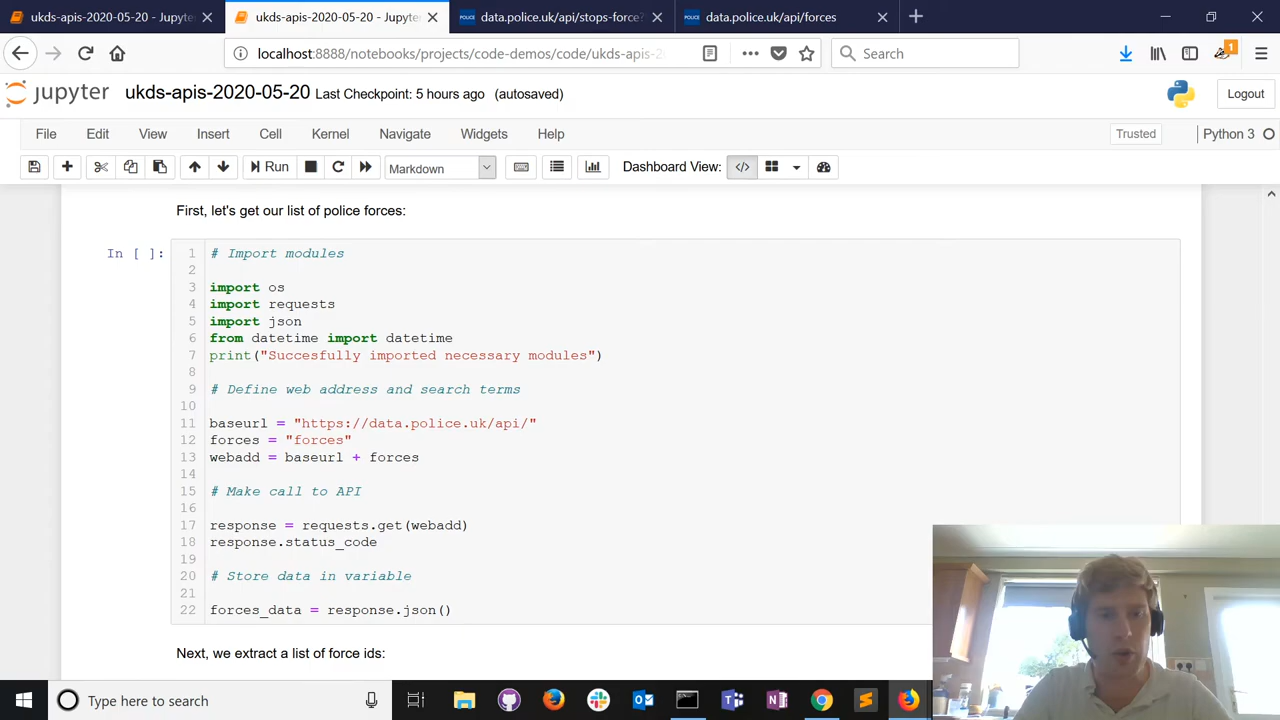 ukds-apis-2020-05-20 - Jupyter
ukds-apis-2020-05-20 - Jupyter
POLICE data.police.uk/api/stops-force?
POLICE data.police.uk/api/forces
localhost:8888/notebooks/projects/code-demos/code/ukds-apis-2020-
Search
1
jupyter ukds-apis-2020-05-20 Last Checkpoint: 5 hours ago (autosaved)
Logout
File Edit View Insert Cell Kernel Navigate Widgets Help
Trusted
Python 3
Run
Markdown
Dashboard View:
First, let's get our list of police forces:
In [ ]:
1 # Import modules
2
3 import os
4 import requests
5 import json
6 from datetime import datetime
7 print("Succesfully imported necessary modules")
8
9 # Define web address and search terms
10
11 baseurl = "https://data.police.uk/api/"
12 forces = "forces"
13 webadd = baseurl + forces
14
15 # Make call to API
16
17 response = requests.get(webadd)
18 response.status_code
19
20 # Store data in variable
21
22 forces_data = response.json()
Next, we extract a list of force ids:
Type here to search